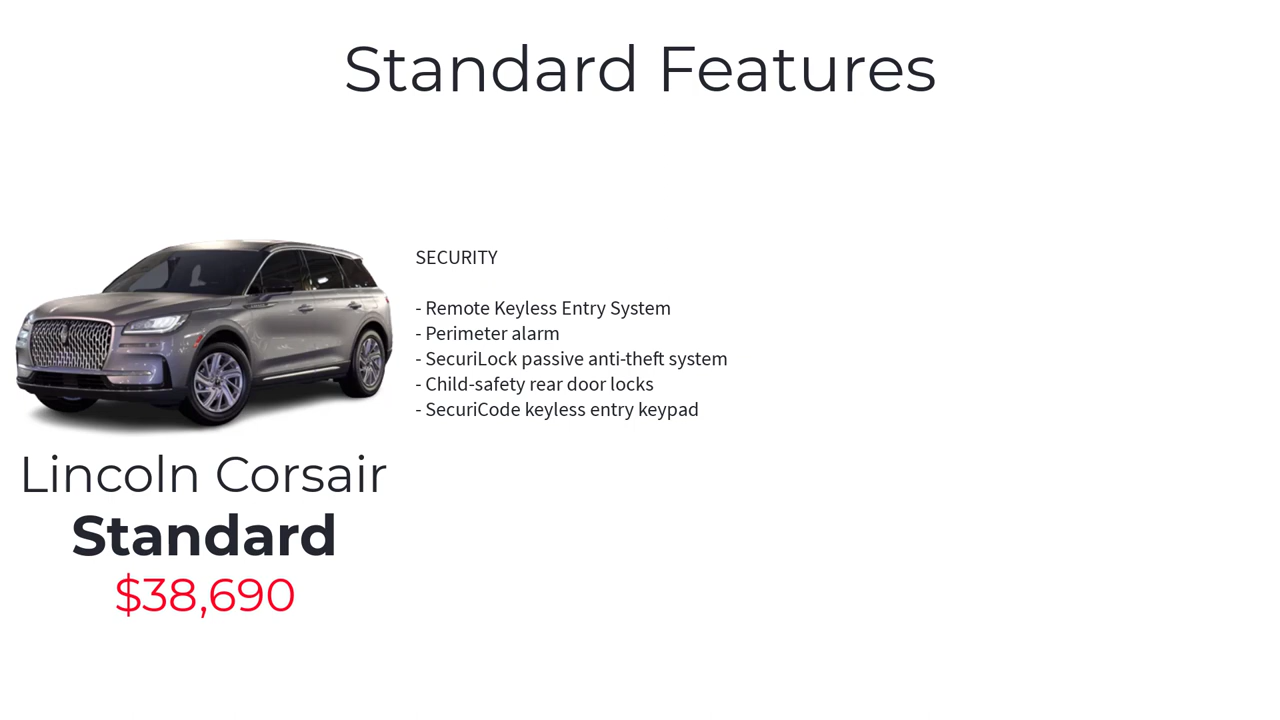 Standard Features
SECURITY
- Remote Keyless Entry System
- Perimeter alarm
- SecuriLock passive anti-theft system
- Child-safety rear door locks
- SecuriCode keyless entry keypad
Lincoln Corsair
Standard
$38,690